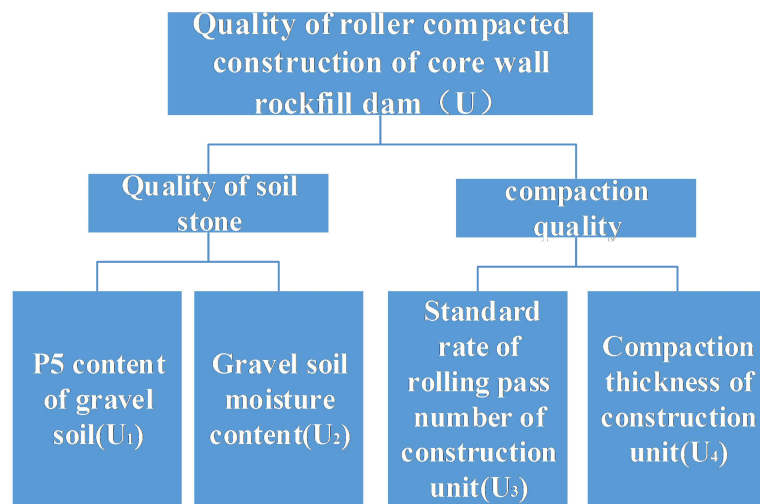 Quality of roller compacted
construction of core wall
rockfill dam（U）
Quality of soil
stone
compaction
quality
P5 content
of gravel
soil(U₁)
Gravel soil
moisture
content(U₂)
Standard
rate of
rolling pass
number of
construction
unit(U₃)
Compaction
thickness of
construction
unit(U₄)